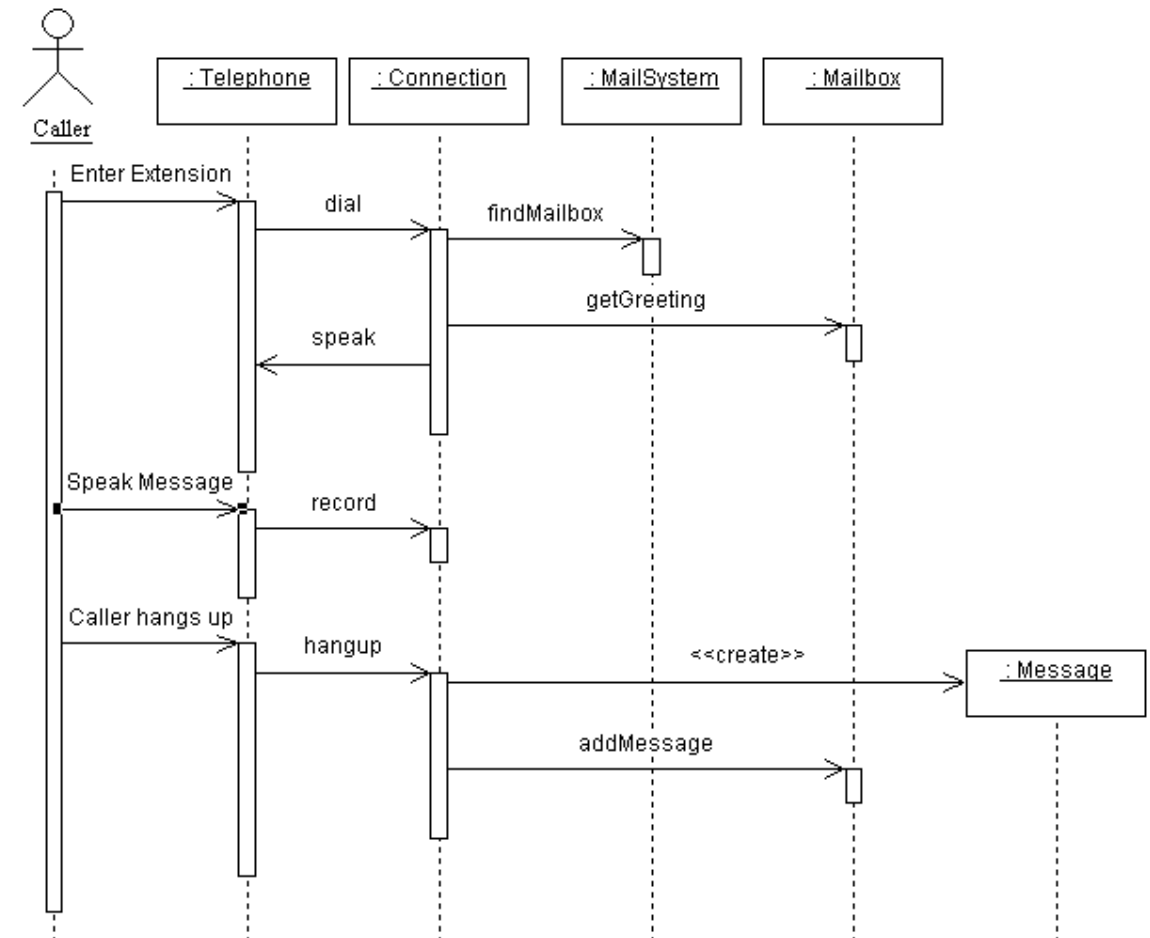 Caller
: Telephone
: Connection
: MailSystem
: Mailbox
Enter Extension
dial
findMailbox
getGreeting
speak
Speak Message
record
Caller hangs up
hangup
<<create>>
: Message
addMessage